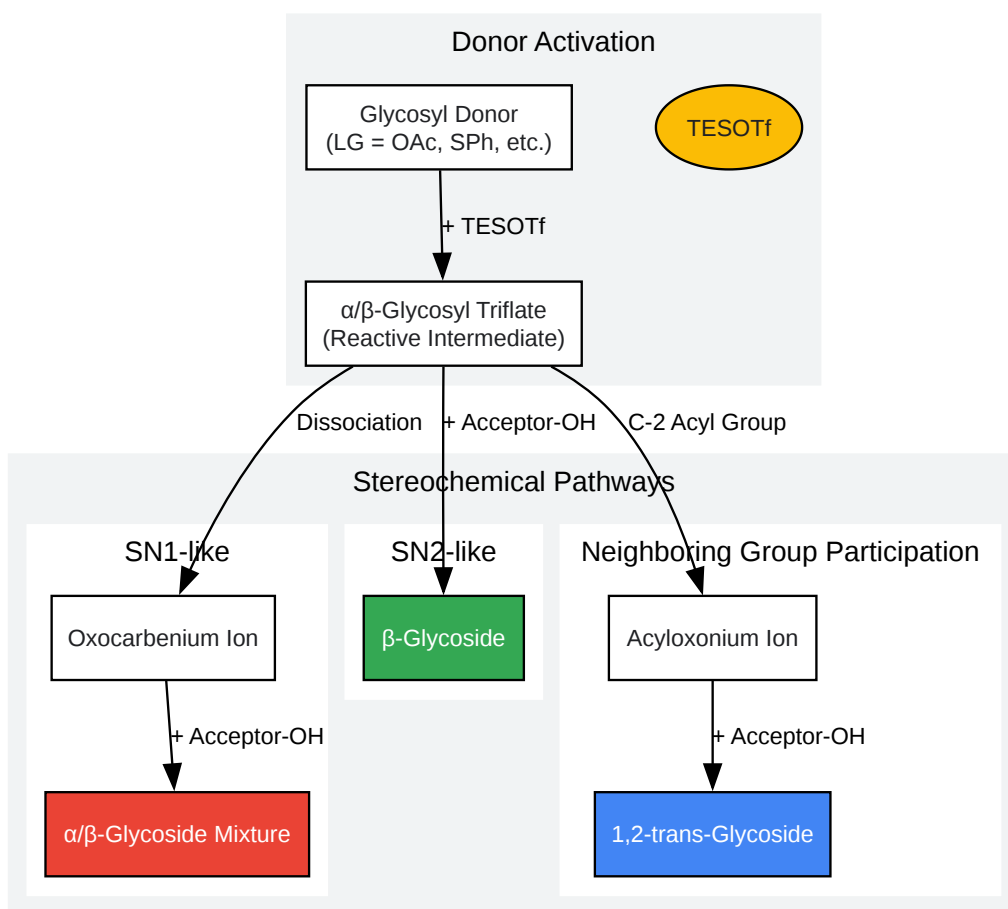 Donor Activation
Glycosyl Donor
(LG = OAc, SPh, etc.)
TESOTf
+ TESOTf
α/β-Glycosyl Triflate
(Reactive Intermediate)
Dissociation
+ Acceptor-OH
C-2 Acyl Group
Stereochemical Pathways
SN1-like
SN2-like
Neighboring Group Participation
Oxocarbenium Ion
β-Glycoside
Acyloxonium Ion
+ Acceptor-OH
+ Acceptor-OH
α/β-Glycoside Mixture
1,2-trans-Glycoside